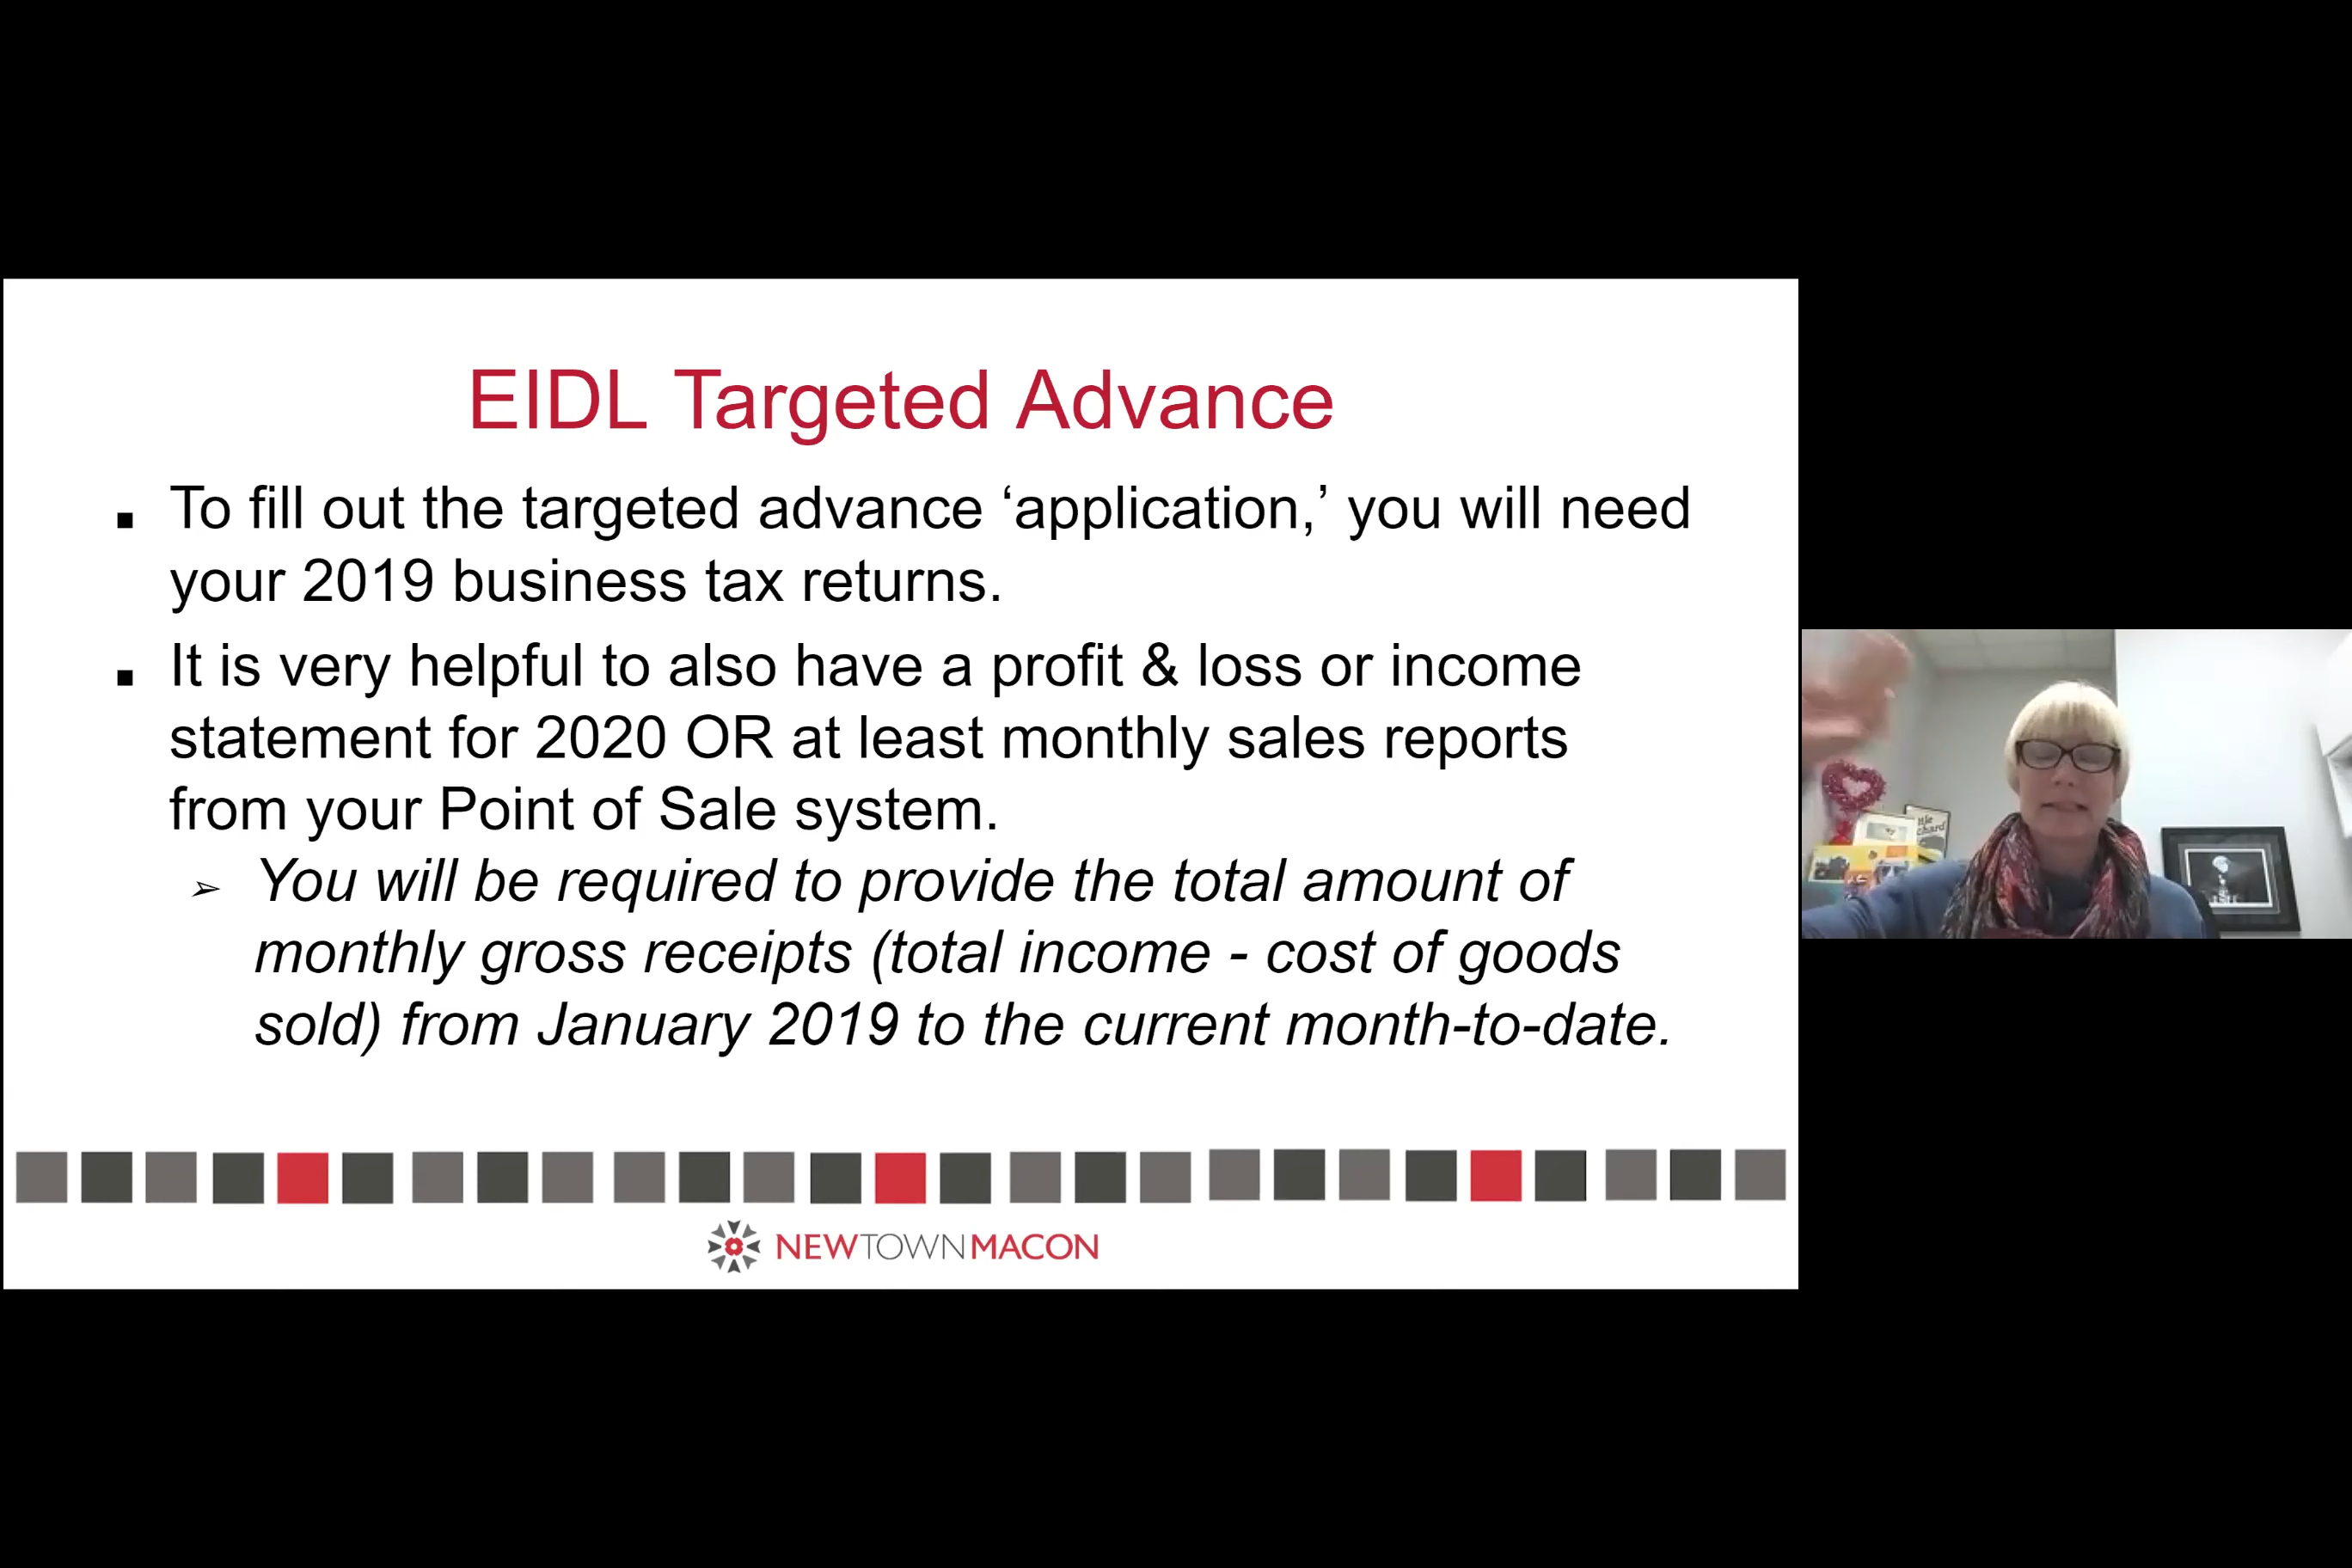 EIDL Targeted Advance
▪ To fill out the targeted advance ‘application,’ you will need
your 2019 business tax returns.
▪ It is very helpful to also have a profit & loss or income
statement for 2020 OR at least monthly sales reports
from your Point of Sale system.
➢ You will be required to provide the total amount of
monthly gross receipts (total income - cost of goods
sold) from January 2019 to the current month-to-date.
NEWTOWNMACON